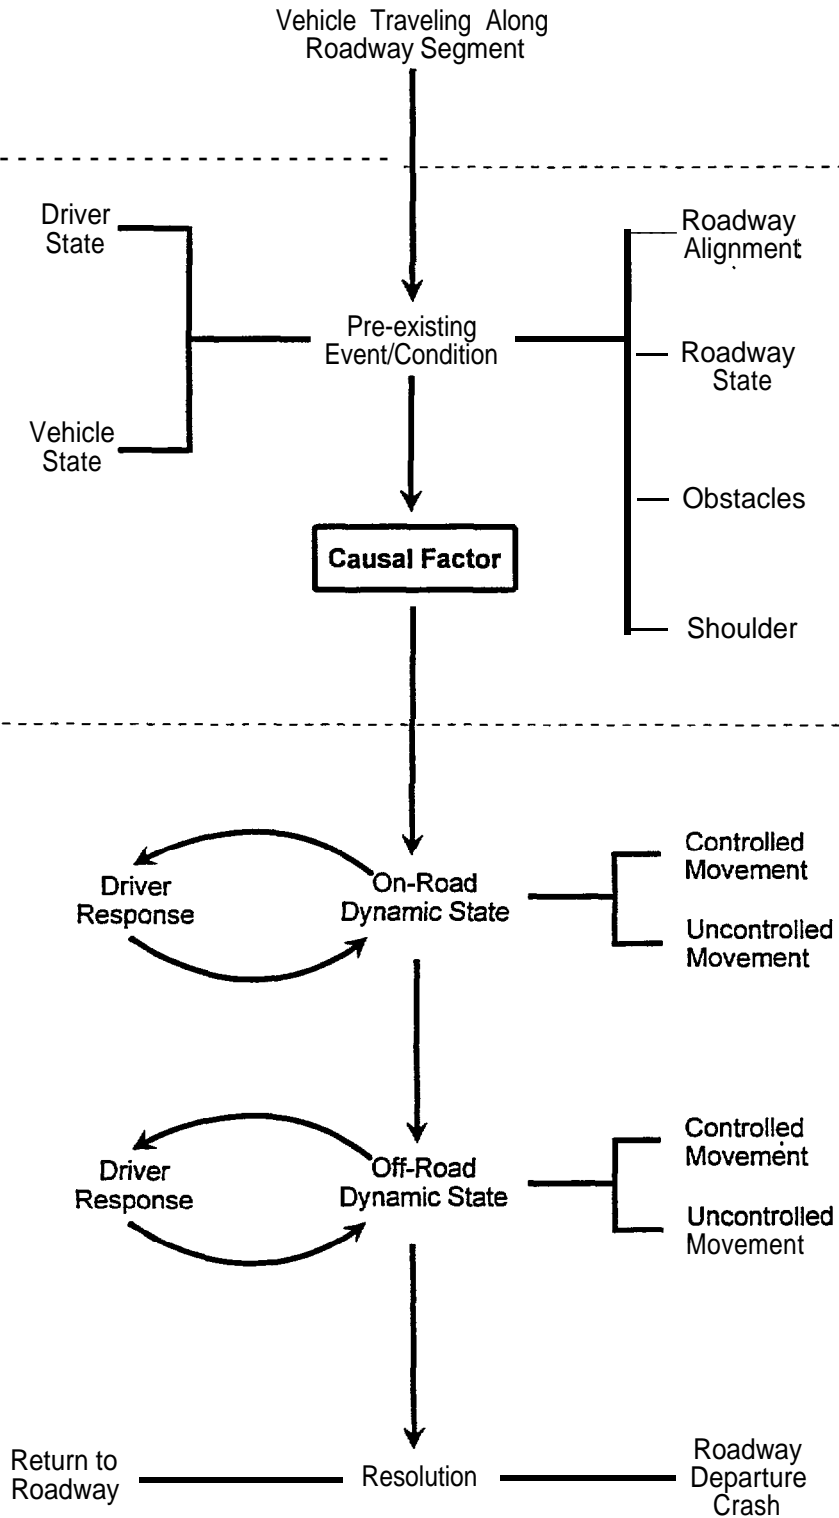 Vehicle Traveling Along
Roadway Segment
Driver
State
Roadway
Alignment
Pre-existing
Event/Condition
Roadway
State
Vehicle
State
Obstacles
Causal Factor
Shoulder
Controlled
Movement
Driver
Response
On-Road
Dynamic State
Uncontrolled
Movement
Controlled
Movement
Driver
Response
Off-Road
Dynamic State
Uncontrolled
Movement
Return to
Roadway
Resolution
Roadway
Departure
Crash